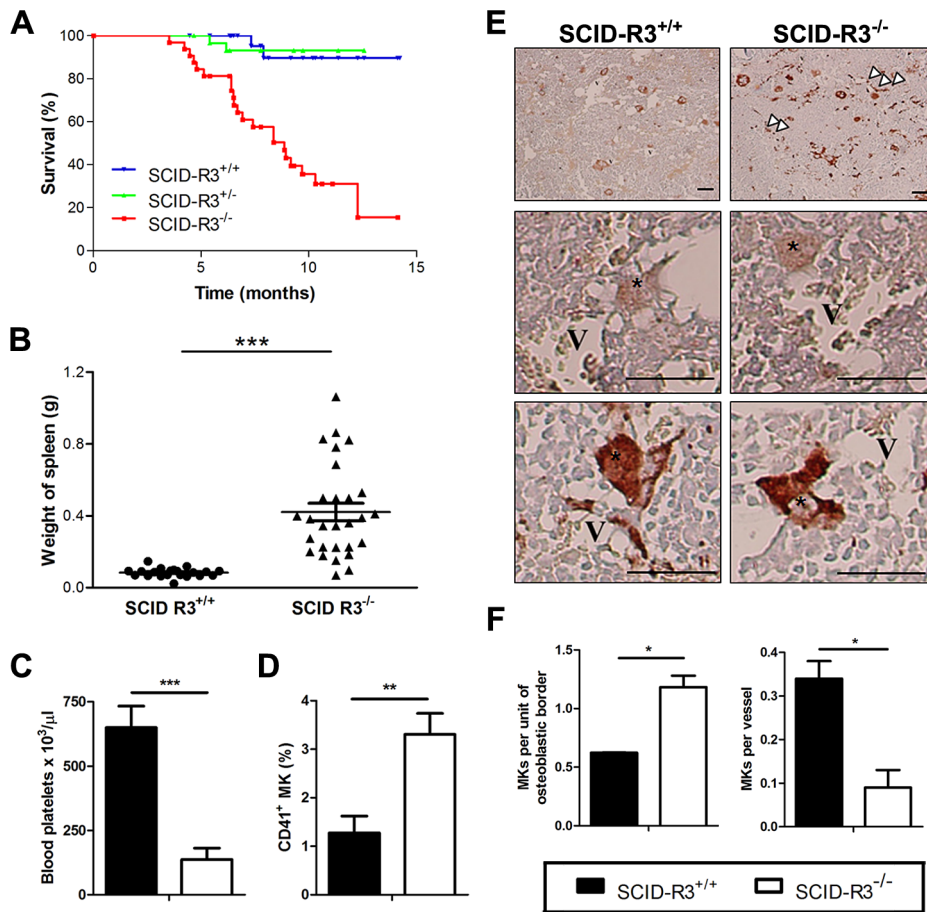 A
100
80
60
40
20
0
Survival (%)
SCID-R3+/+
SCID-R3+/-
SCID-R3-/-
0 5 10 15
Time (months)
B
***
1.2
0.8
0.4
0.0
Weight of spleen (g)
SCID R3+/+ SCID R3-/-
C
***
750
500
250
0
Blood platelets x 10³/µl
D
**
4
3
2
1
0
CD41+ MK (%)
E
SCID-R3+/+ SCID-R3-/-
* V
* V
* V
* V
F
*
1.5
1.0
0.5
0.0
MKs per unit of
osteoblastic border
*
0.4
0.3
0.2
0.1
0.0
MKs per vessel
SCID-R3+/+ SCID-R3-/-